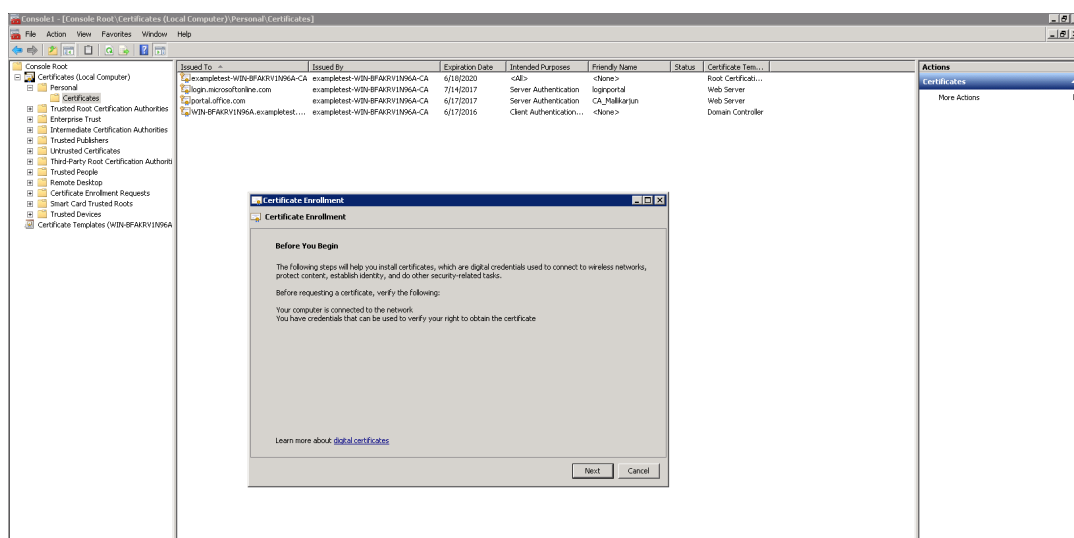 Console1 - [Console Root\Certificates (Local Computer)\Personal\Certificates]
File Action View Favorites Window Help
Console Root
Certificates (Local Computer)
Personal
Certificates
Trusted Root Certification Authorities
Enterprise Trust
Intermediate Certification Authorities
Trusted Publishers
Untrusted Certificates
Third-Party Root Certification Authoriti
Trusted People
Remote Desktop
Certificate Enrollment Requests
Smart Card Trusted Roots
Trusted Devices
Certificate Templates (WIN-BFAKRV1N96A
Issued To Issued By Expiration Date Intended Purposes Friendly Name Status Certificate Tem...
exampletest-WIN-BFAKRV1N96A-CA exampletest-WIN-BFAKRV1N96A-CA 6/18/2020 <All> <None> Root Certificati...
login.microsoftonline.com exampletest-WIN-BFAKRV1N96A-CA 7/14/2017 Server Authentication loginportal Web Server
portal.office.com exampletest-WIN-BFAKRV1N96A-CA 6/17/2017 Server Authentication CA_Mallikarjun Web Server
WIN-BFAKRV1N96A.exampletest.... exampletest-WIN-BFAKRV1N96A-CA 6/17/2016 Client Authentication... <None> Domain Controller
Actions
Certificates
More Actions
Certificate Enrollment
Certificate Enrollment
Before You Begin
The following steps will help you install certificates, which are digital credentials used to connect to wireless networks,
protect content, establish identity, and do other security-related tasks.
Before requesting a certificate, verify the following:
Your computer is connected to the network
You have credentials that can be used to verify your right to obtain the certificate
Learn more about digital certificates
Next Cancel